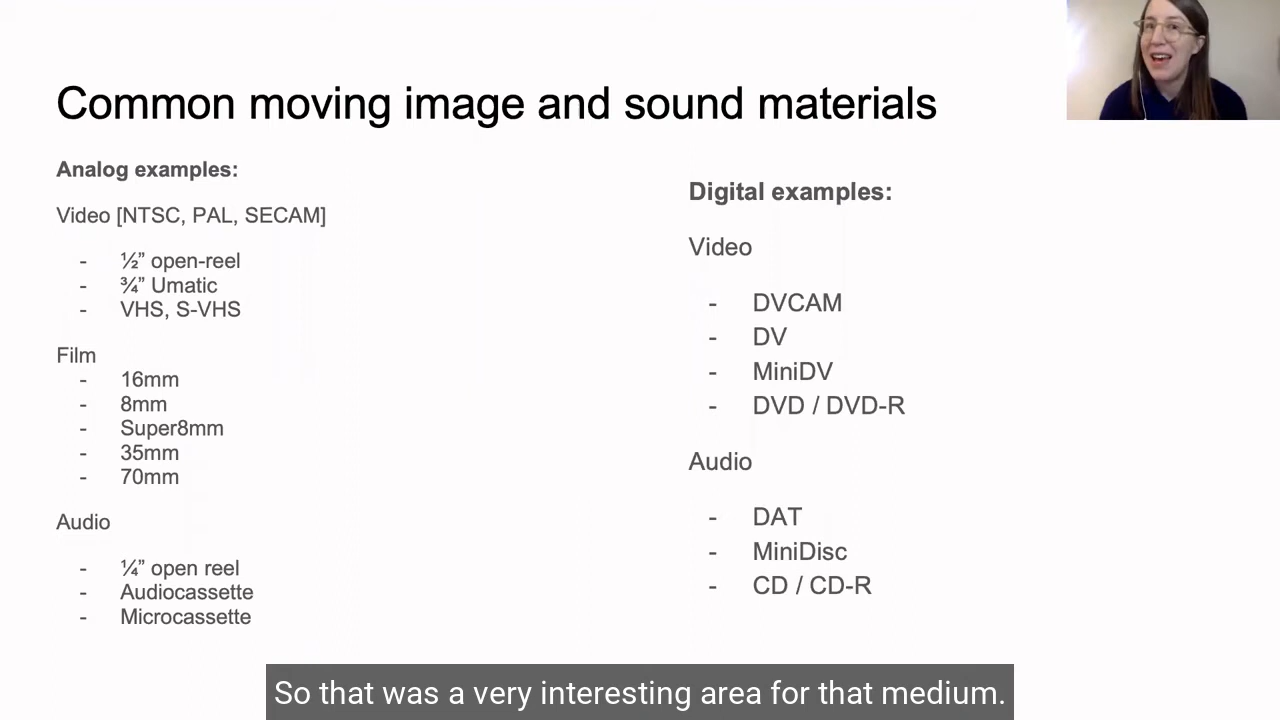 Common moving image and sound materials
Analog examples:
Video [NTSC, PAL, SECAM]
- ½” open-reel
- ¾” Umatic
- VHS, S-VHS
Film
- 16mm
- 8mm
- Super8mm
- 35mm
- 70mm
Audio
- ¼” open reel
- Audiocassette
- Microcassette
Digital examples:
Video
- DVCAM
- DV
- MiniDV
- DVD / DVD-R
Audio
- DAT
- MiniDisc
- CD / CD-R
So that was a very interesting area for that medium.